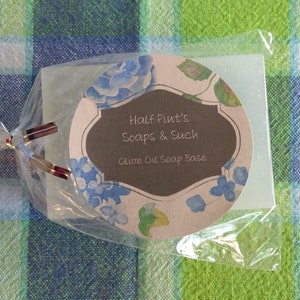 Half Pint's
Soaps & Such
Olive Oil Soap Base